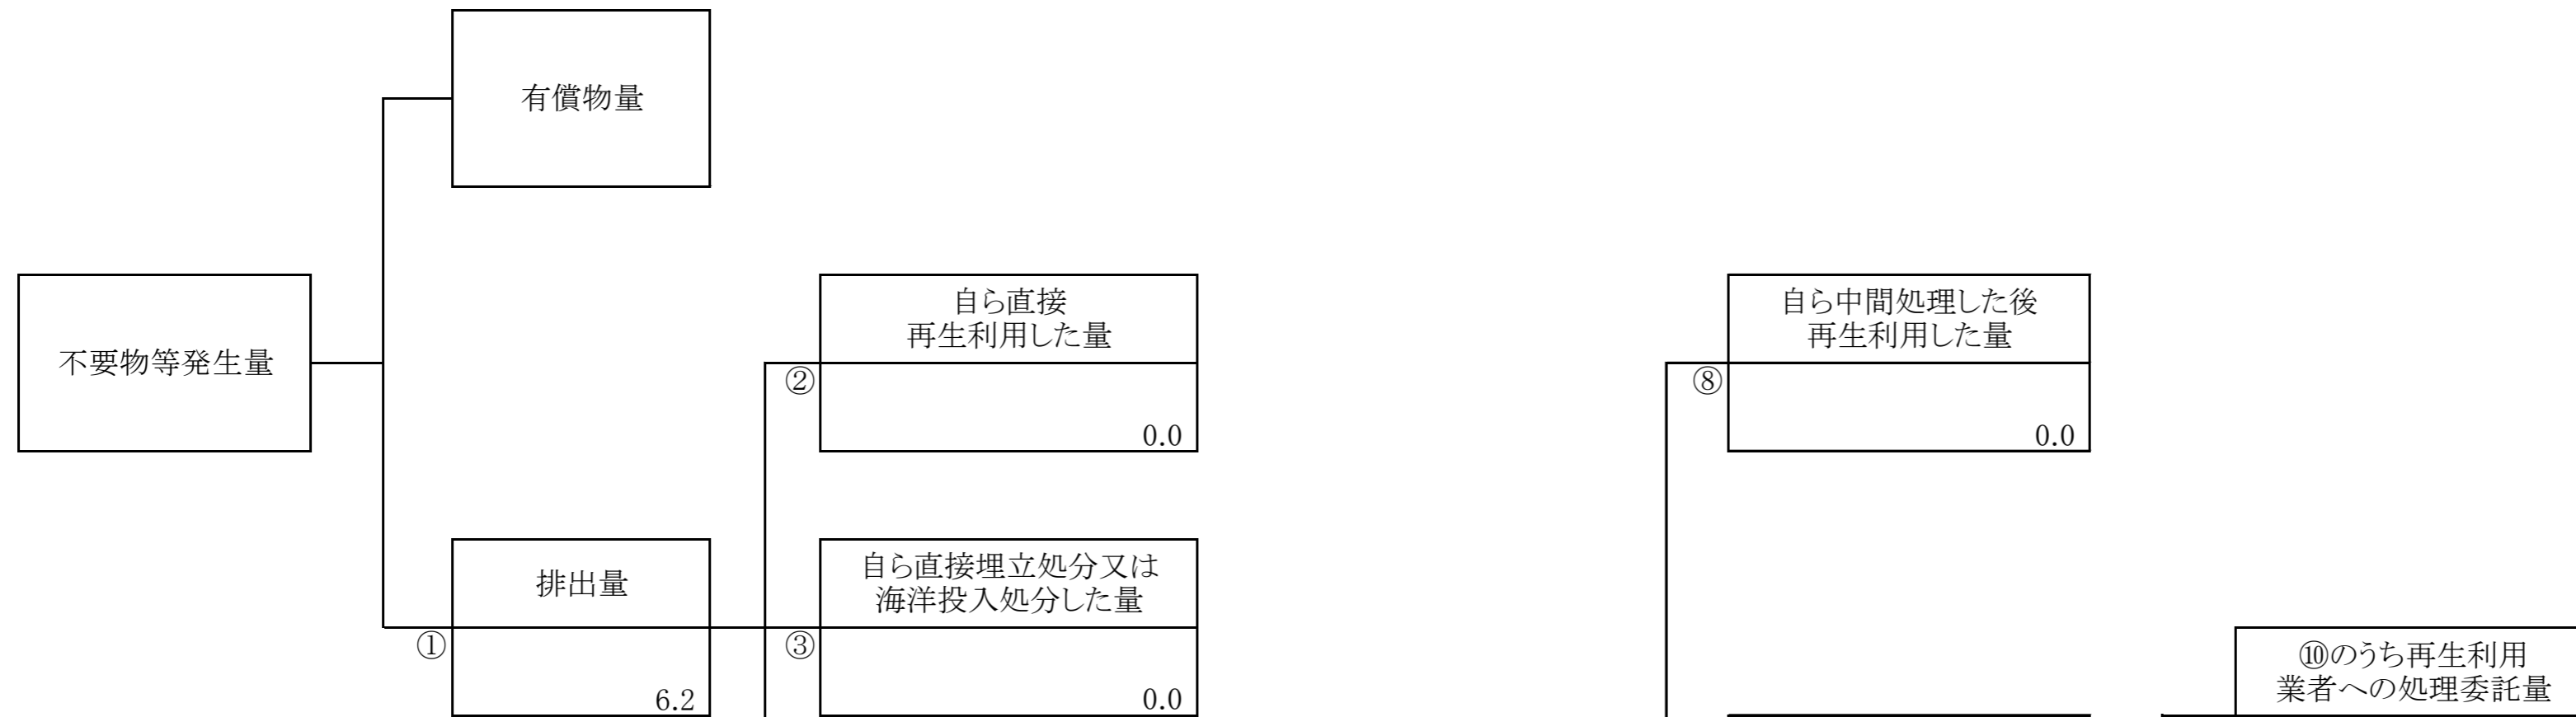 有償物量
不要物等発生量
自ら直接
再生利用した量
②
0.0
自ら中間処理した後
再生利用した量
⑧
0.0
排出量
①
6.2
自ら直接埋立処分又は
海洋投入処分した量
③
0.0
⑩のうち再生利用
業者への処理委託量